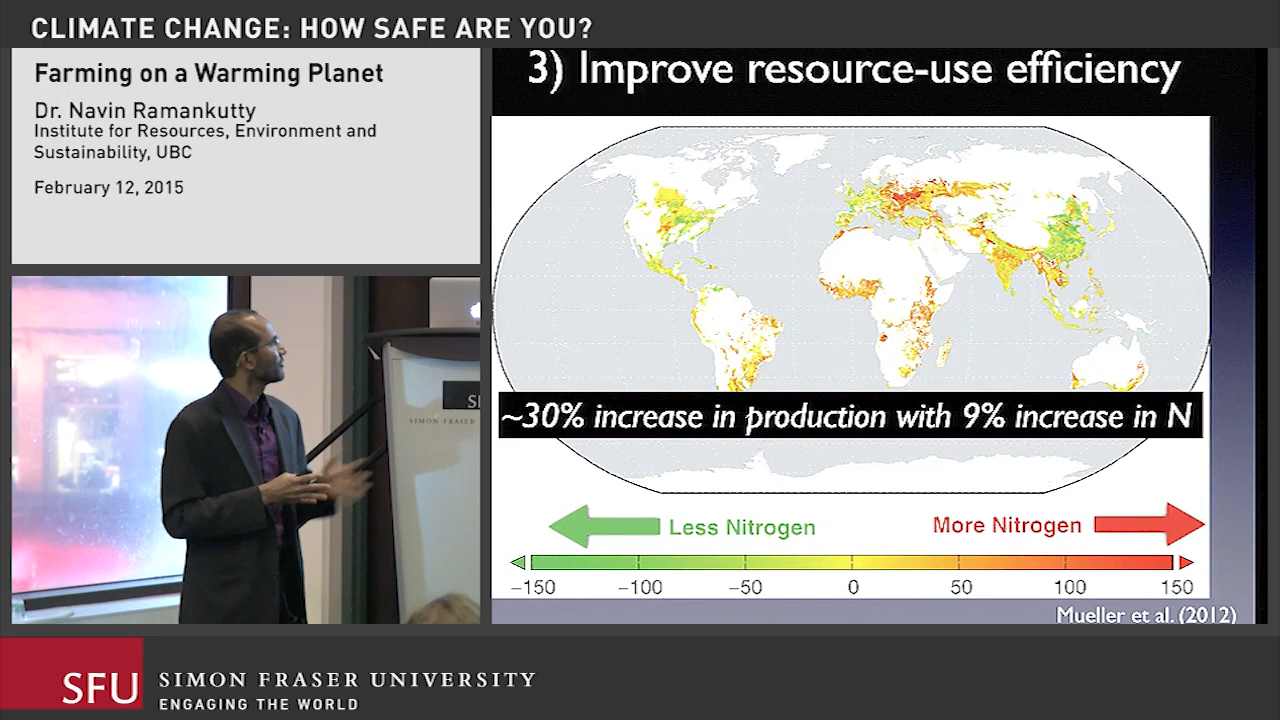 CLIMATE CHANGE: HOW SAFE ARE YOU?
Farming on a Warming Planet
Dr. Navin Ramankutty
Institute for Resources, Environment and
Sustainability, UBC
February 12, 2015
3) Improve resource-use efficiency
~30% increase in production with 9% increase in N
Less Nitrogen
More Nitrogen
−150 −100 −50 0 50 100 150
Mueller et al. (2012)
SIMON FRASER
SFU
SIMON FRASER UNIVERSITY
ENGAGING THE WORLD